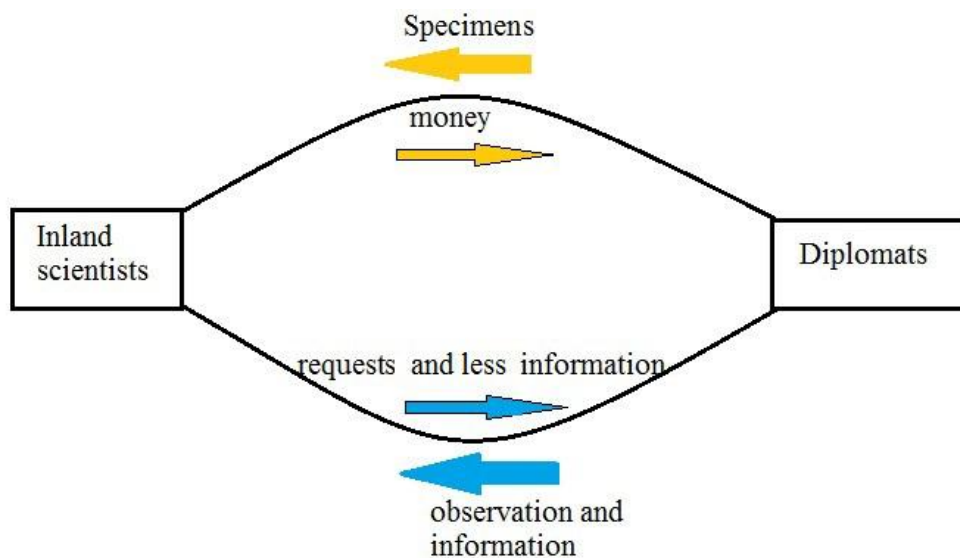 Specimens
money
Inland
scientists
Diplomats
requests and less information
observation and
information